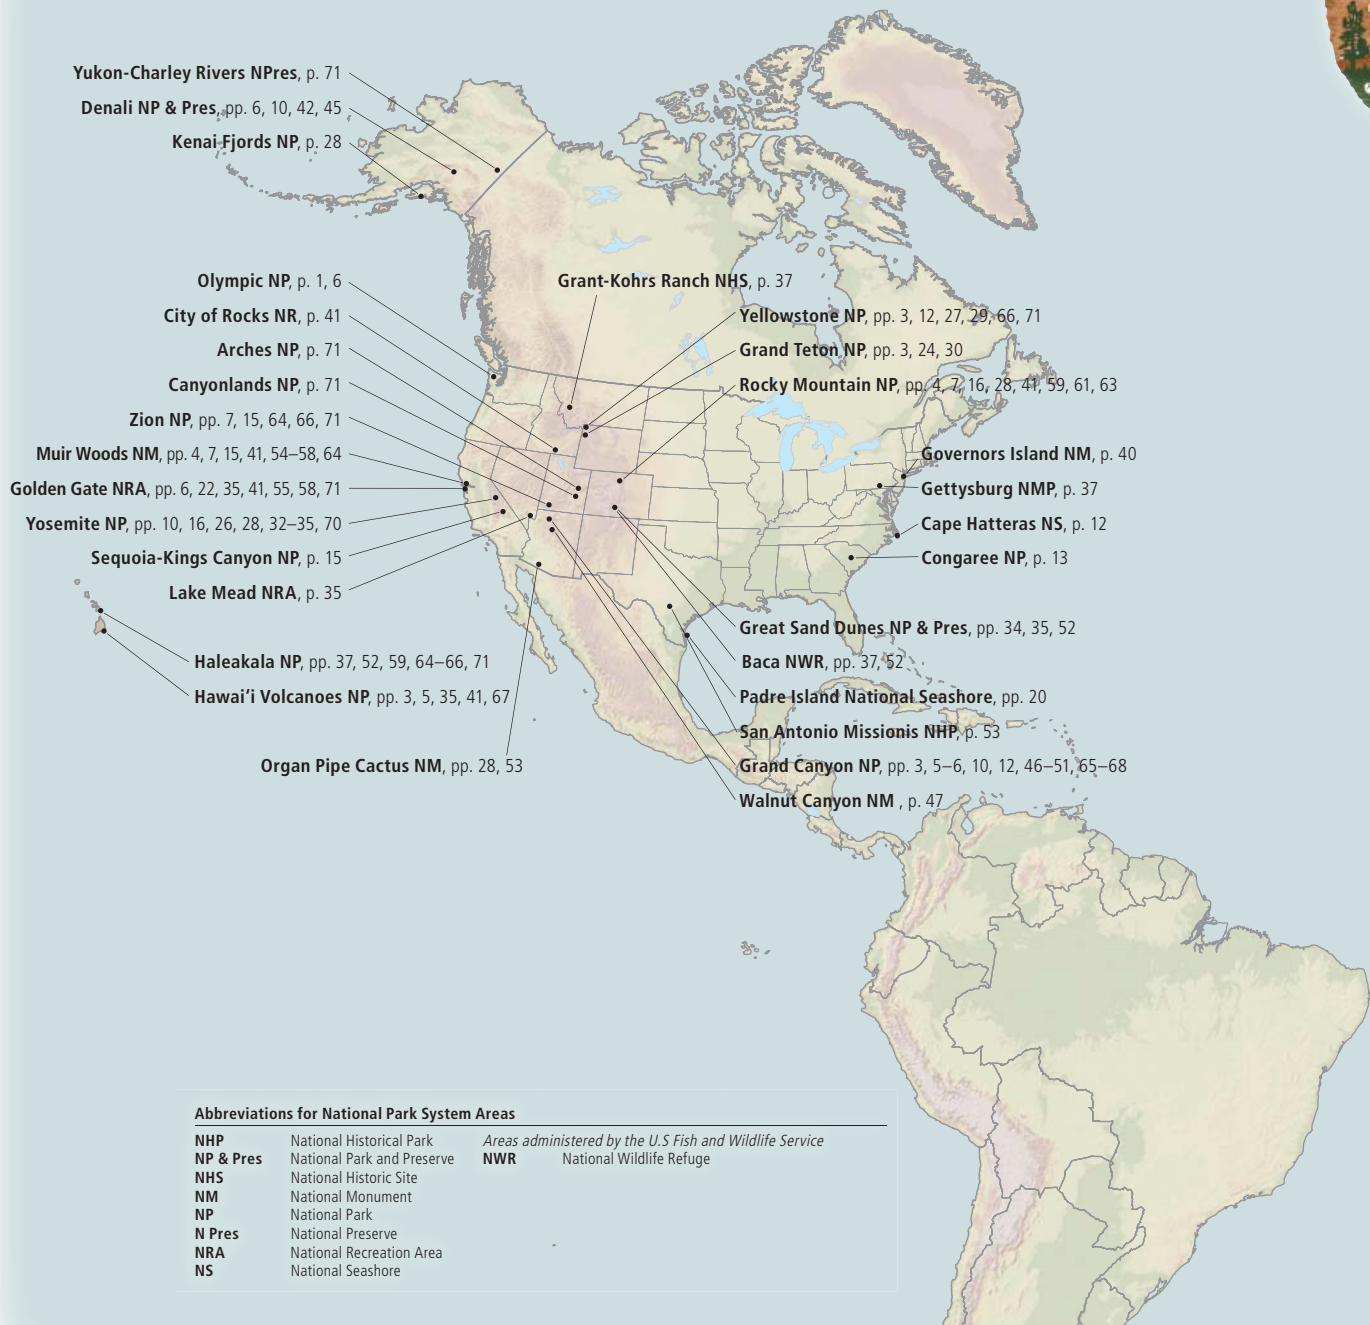 Yukon-Charley Rivers NPres, p. 71
Denali NP & Pres, pp. 6, 10, 42, 45
Kenai Fjords NP, p. 28
Olympic NP, p. 1, 6
City of Rocks NR, p. 41
Arches NP, p. 71
Canyonlands NP, p. 71
Zion NP, pp. 7, 15, 64, 66, 71
Muir Woods NM, pp. 4, 7, 15, 41, 54–58, 64
Golden Gate NRA, pp. 6, 22, 35, 41, 55, 58, 71
Yosemite NP, pp. 10, 16, 26, 28, 32–35, 70
Sequoia-Kings Canyon NP, p. 15
Lake Mead NRA, p. 35
Haleakala NP, pp. 37, 52, 59, 64–66, 71
Hawai'i Volcanoes NP, pp. 3, 5, 35, 41, 67
Organ Pipe Cactus NM, pp. 28, 53
Grant-Kohrs Ranch NHS, p. 37
Yellowstone NP, pp. 3, 12, 27, 29, 66, 71
Grand Teton NP, pp. 3, 24, 30
Rocky Mountain NP, pp. 4, 7, 16, 28, 41, 59, 61, 63
Governors Island NM, p. 40
Gettysburg NMP, p. 37
Cape Hatteras NS, p. 12
Congaree NP, p. 13
Great Sand Dunes NP & Pres, pp. 34, 35, 52
Baca NWR, pp. 37, 52
Padre Island National Seashore, pp. 20
San Antonio Missionis NHP, p. 53
Grand Canyon NP, pp. 3, 5–6, 10, 12, 46–51, 65–68
Walnut Canyon NM , p. 47
Abbreviations for National Park System Areas
NHP National Historical Park Areas administered by the U.S Fish and Wildlife Service
NP & Pres National Park and Preserve NWR National Wildlife Refuge
NHS National Historic Site
NM National Monument
NP National Park
N Pres National Preserve
NRA National Recreation Area
NS National Seashore